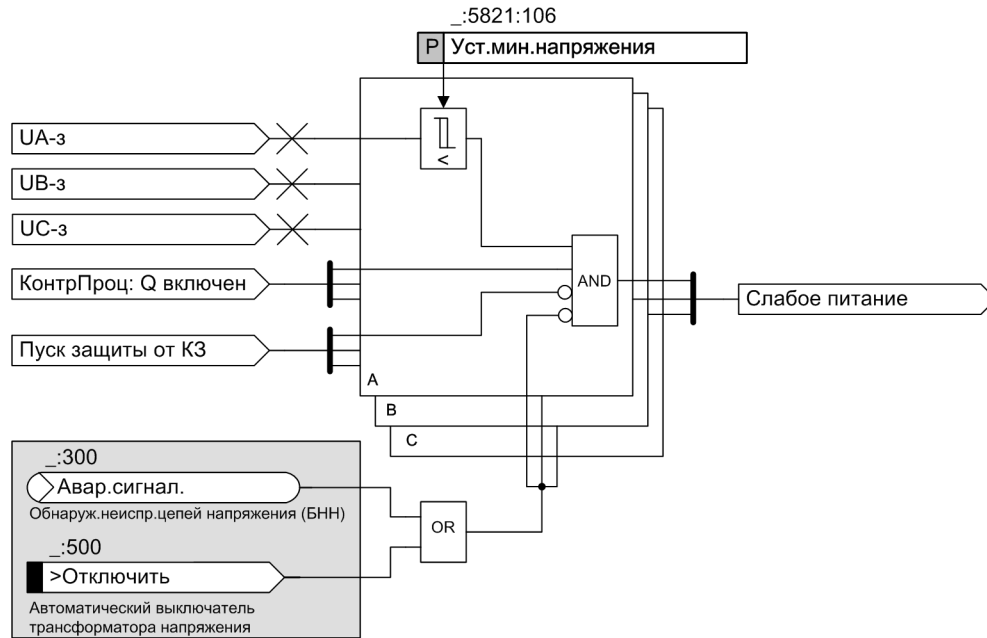 _:5821:106
P Уст.мин.напряжения
UA-з
<
UB-з
UC-з
КонтрПроц: Q включен
AND
Слабое питание
Пуск защиты от КЗ
A
B
C
_:300
Авар.сигнал.
Обнаруж.неиспр.цепей напряжения (БНН)
OR
_:500
>Отключить
Автоматический выключатель
трансформатора напряжения